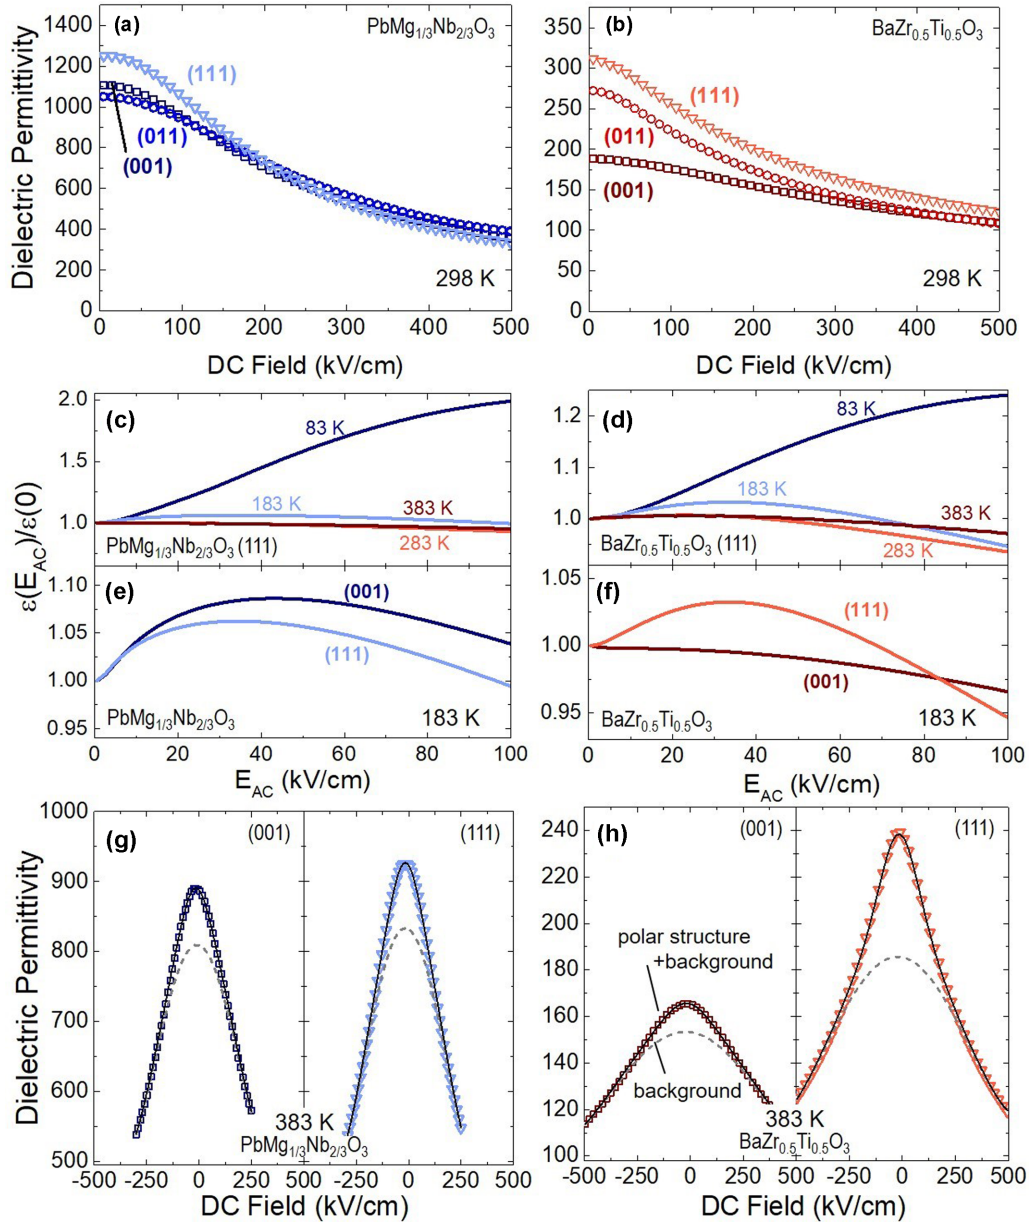 (a) PbMg1/3Nb2/3O3
(111)
(011)
(001)
298 K
Dielectric Permittivity
1400
1200
1000
800
600
400
200
0
0 100 200 300 400 500
DC Field (kV/cm)
(b) BaZr0.5Ti0.5O3
(111)
(011)
(001)
298 K
350
300
250
200
150
100
50
0
0 100 200 300 400 500
DC Field (kV/cm)
(c)
83 K
183 K
383 K
283 K
PbMg1/3Nb2/3O3 (111)
2.0
1.5
1.0
ε(EAC)/ε(0)
(d)
83 K
183 K
383 K
283 K
BaZr0.5Ti0.5O3 (111)
1.2
1.1
1.0
(e)
(001)
(111)
PbMg1/3Nb2/3O3
183 K
1.10
1.05
1.00
0.95
0 20 40 60 80 100
EAC (kV/cm)
(f)
(111)
(001)
BaZr0.5Ti0.5O3
183 K
1.05
1.00
0.95
0 20 40 60 80 100
EAC (kV/cm)
(g)
(001)
(111)
383 K
PbMg1/3Nb2/3O3
Dielectric Permittivity
1000
900
800
700
600
500
-500 -250 0 250 -500 -250 0 250 500
DC Field (kV/cm)
(h)
(001)
(111)
polar structure
+background
background
383 K
BaZr0.5Ti0.5O3
240
220
200
180
160
140
120
100
-500 -250 0 250 -500 -250 0 250 500
DC Field (kV/cm)